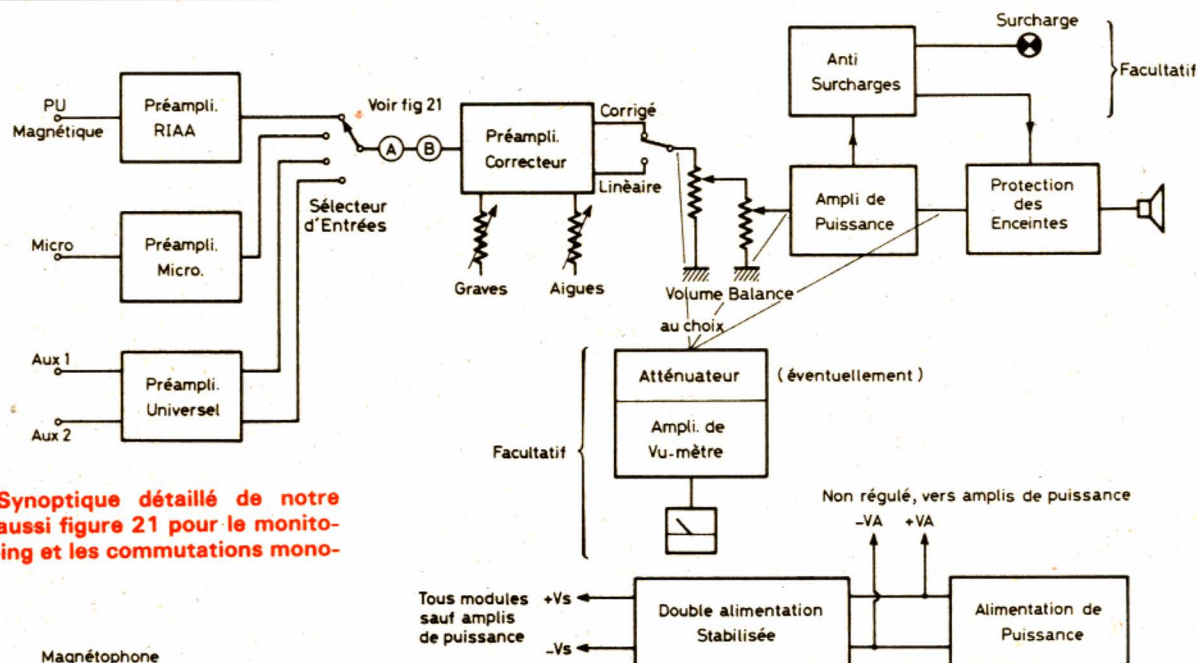 Surcharge
Anti
Surcharges
Facultatif
PU
Magnétique
Préampli.
RIAA
Voir fig 21
A
B
Préampli.
Correcteur
Corrigé
Linèaire
Sélecteur
d'Entrées
Ampli de
Puissance
Protection
des
Enceintes
Micro
Préampli.
Micro.
Graves
Aigues
Volume
Balance
au choix
Aux 1
Aux 2
Préampli.
Universel
Atténuateur
(éventuellement)
Ampli. de
Vu-mètre
Facultatif
Synoptique détaillé de notre
aussi figure 21 pour le monito-
ing et les commutations mono-
Non régulé, vers amplis de puissance
-VA
+VA
Tous modules
sauf amplis
de puissance
+Vs
-Vs
Double alimentation
Stabilisée
Alimentation de
Puissance
Magnétophone